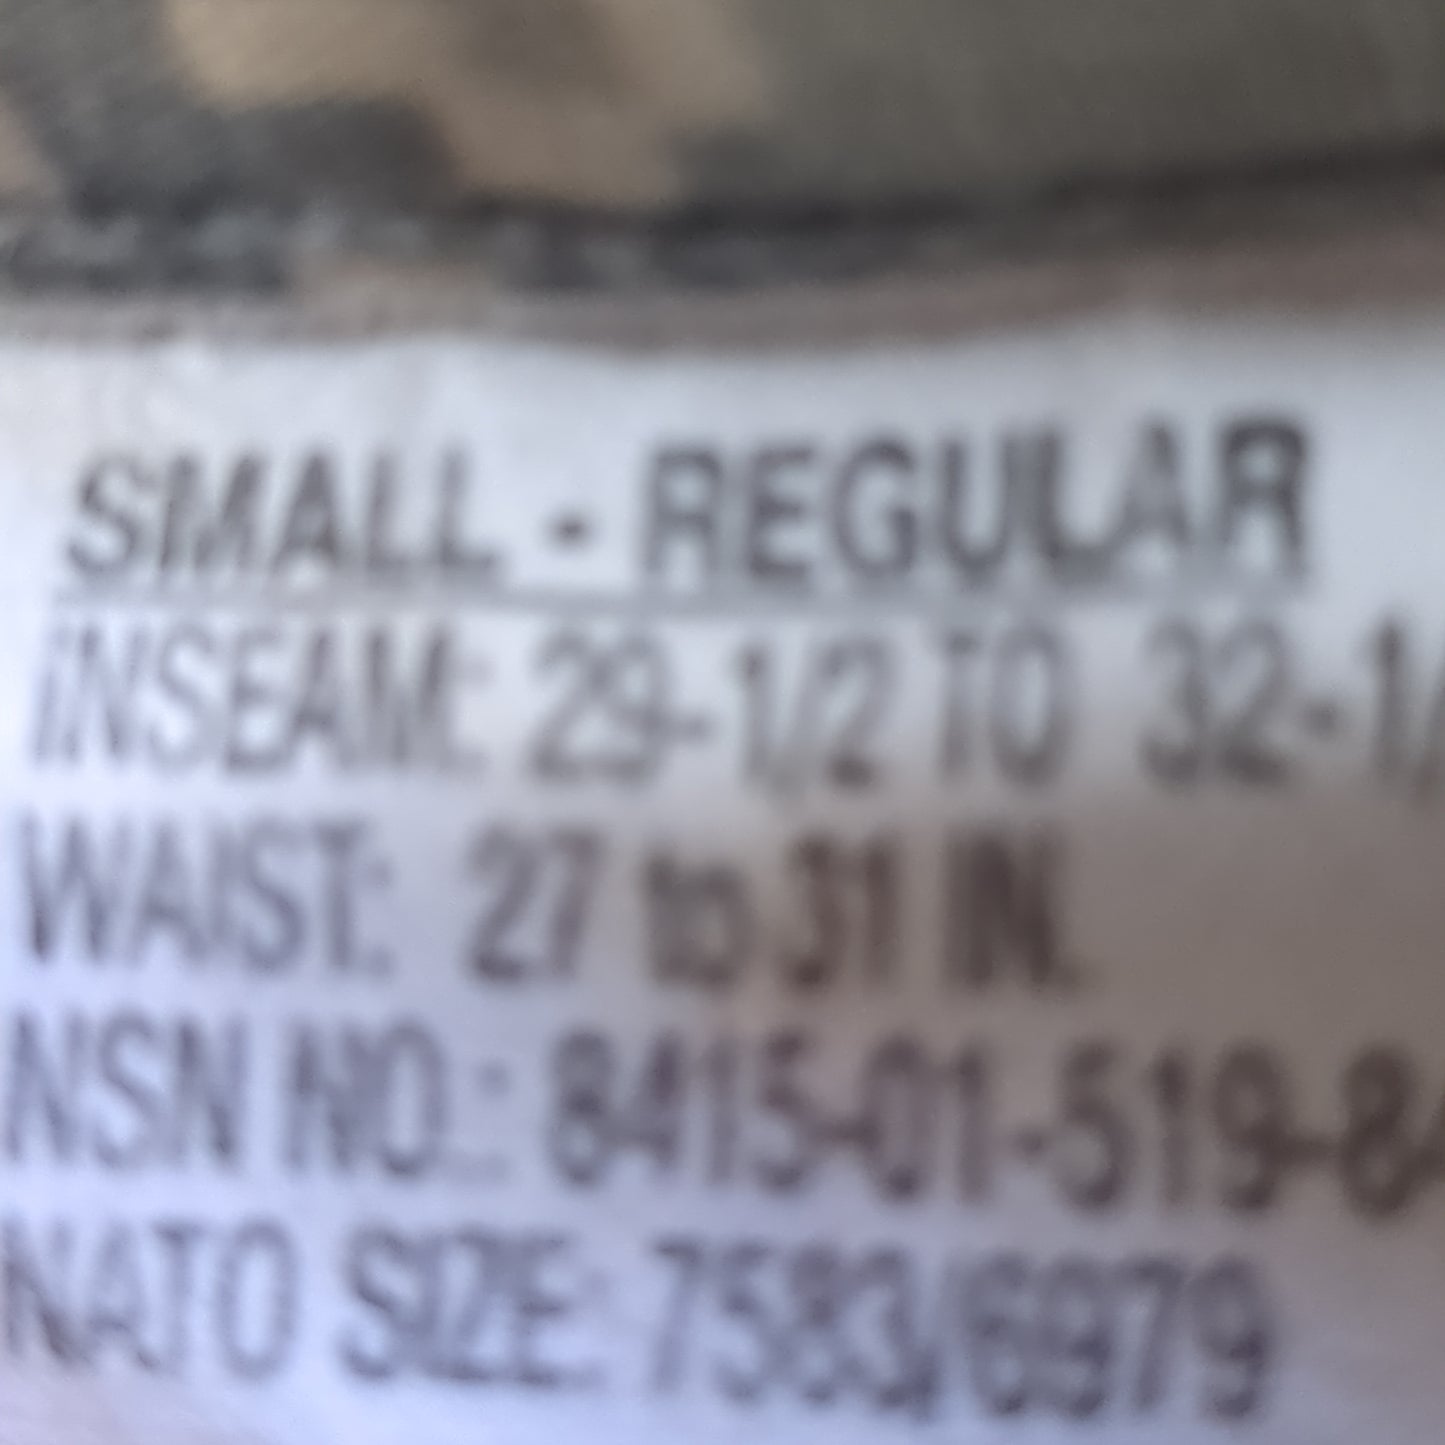 SMALL - REGULAR
INSEAM: 29-1/2 TO 32-1/
WAIST: 27 to 31 IN.
NSN NO.: 8415-01-519-84
NATO SIZE: 7583/6979